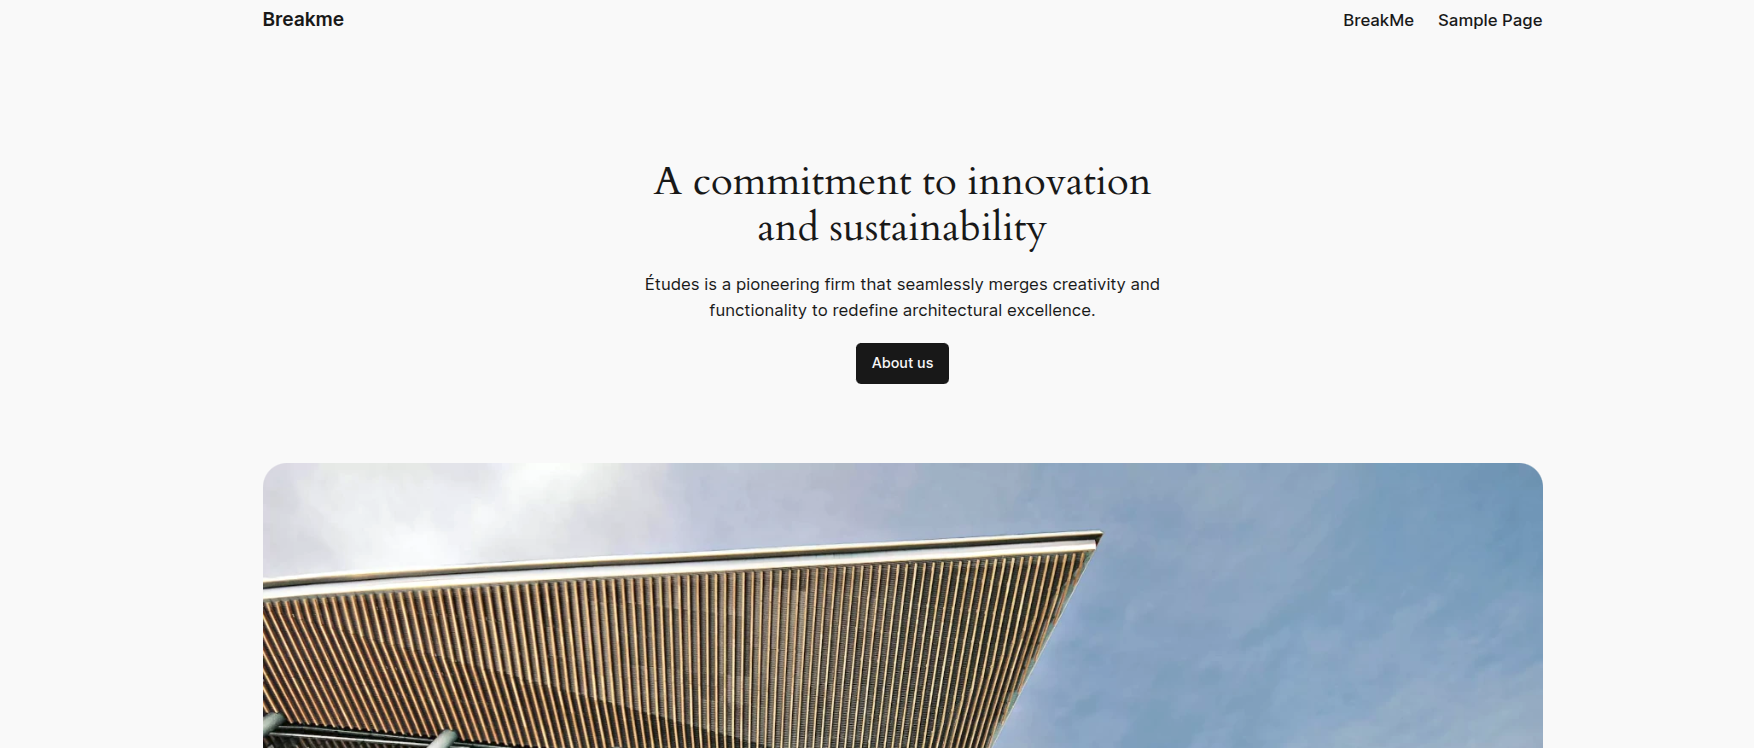 Breakme
BreakMe
Sample Page
A commitment to innovation
and sustainability
Études is a pioneering firm that seamlessly merges creativity and
functionality to redefine architectural excellence.
About us